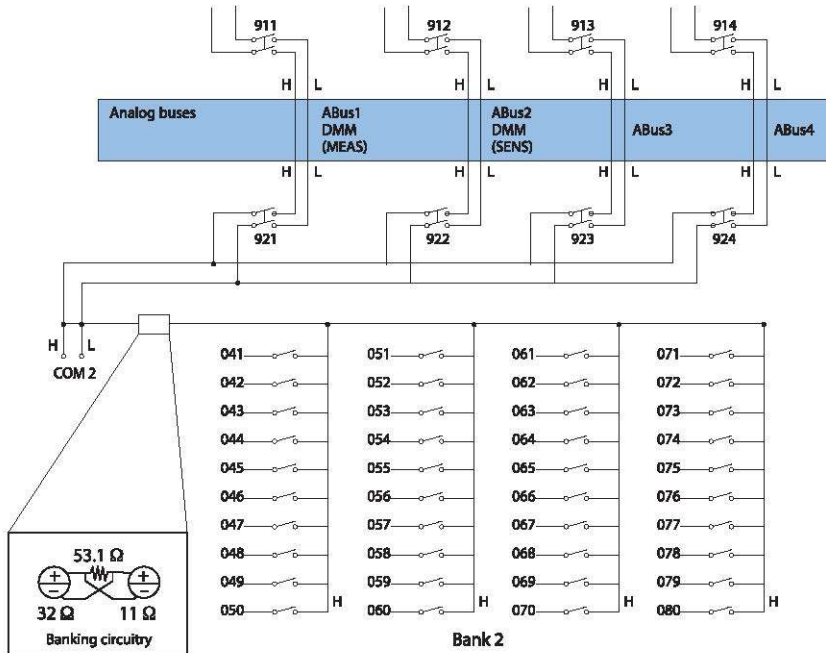 911 912 913 914
H L H L H L H L
Analog buses
ABus1
DMM
(MEAS)
ABus2
DMM
(SENS)
ABus3
ABus4
H L H L H L H L
921 922 923 924
H L
COM 2
041 051 061 071
042 052 062 072
043 053 063 073
044 054 064 074
045 055 065 075
046 056 066 076
047 057 067 077
048 058 068 078
049 059 069 079
H H H H
050 060 070 080
53.1 Ω
32 Ω 11 Ω
Banking circuitry
Bank 2